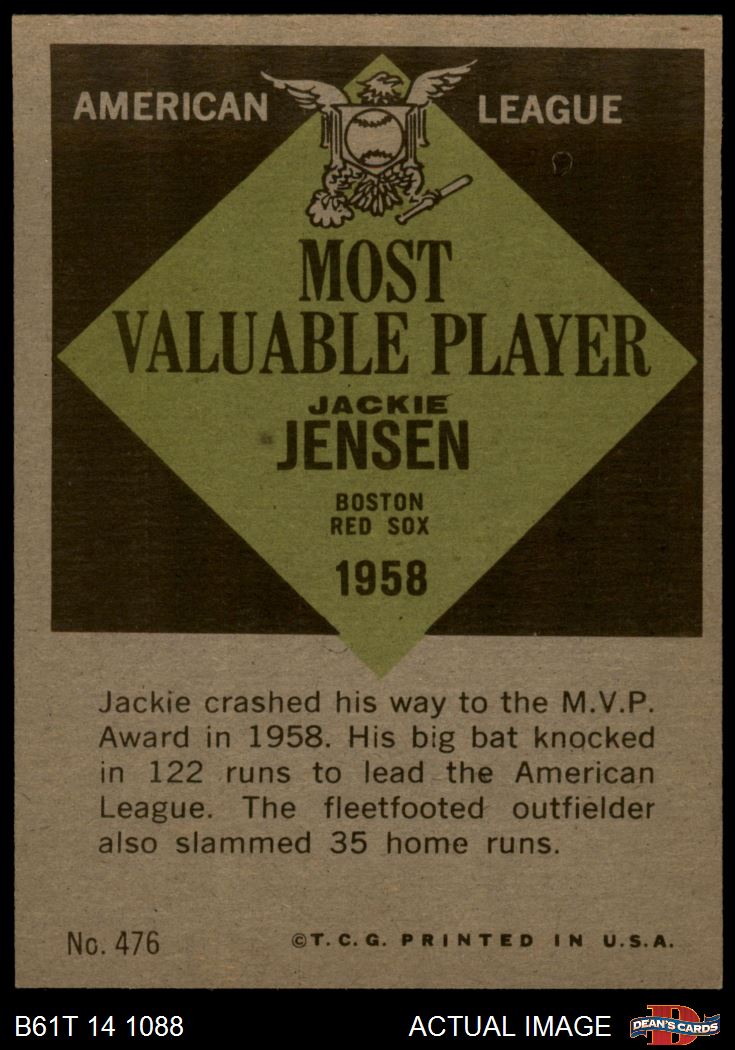 AMERICAN LEAGUE
MOST
VALUABLE PLAYER
JACKIE
JENSEN
BOSTON
RED SOX
1958
Jackie crashed his way to the M.V.P.
Award in 1958. His big bat knocked
in 122 runs to lead the American
League. The fleetfooted outfielder
also slammed 35 home runs.
No. 476 ©T.C.G. PRINTED IN U.S.A.
B61T 14 1088 ACTUAL IMAGE D DEAN'S CARDS